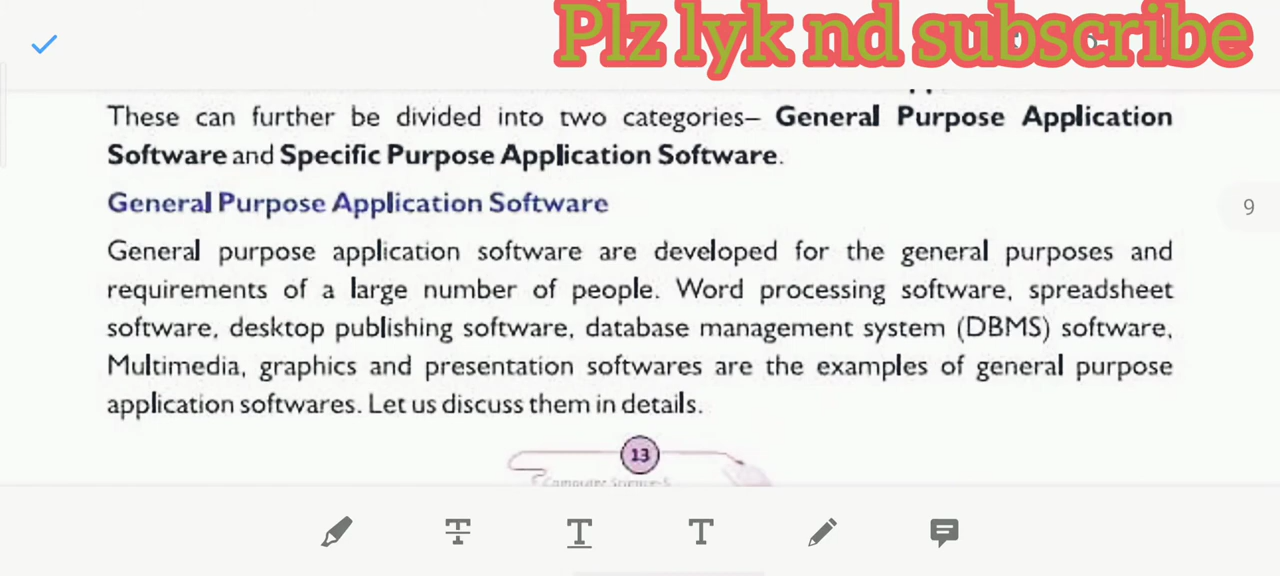 Plz lyk nd subscribe
These can further be divided into two categories– General Purpose Application
Software and Specific Purpose Application Software.
General Purpose Application Software
9
General purpose application software are developed for the general purposes and
requirements of a large number of people. Word processing software, spreadsheet
software, desktop publishing software, database management system (DBMS) software,
Multimedia, graphics and presentation softwares are the examples of general purpose
application softwares. Let us discuss them in details.
13
Computer Science-5